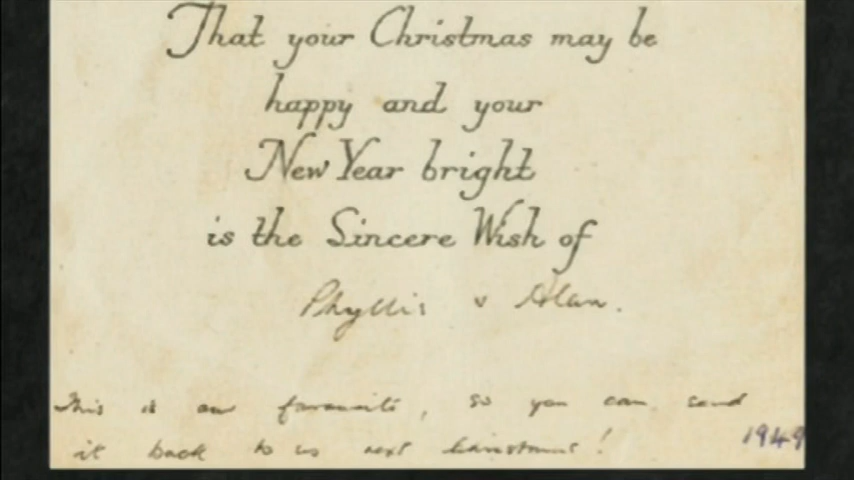 That your Christmas may be
happy and your
New Year bright
is the Sincere Wish of
Phyllis & Alan.
This is our favourite, so you can send
it back to us next Christmas!
1949